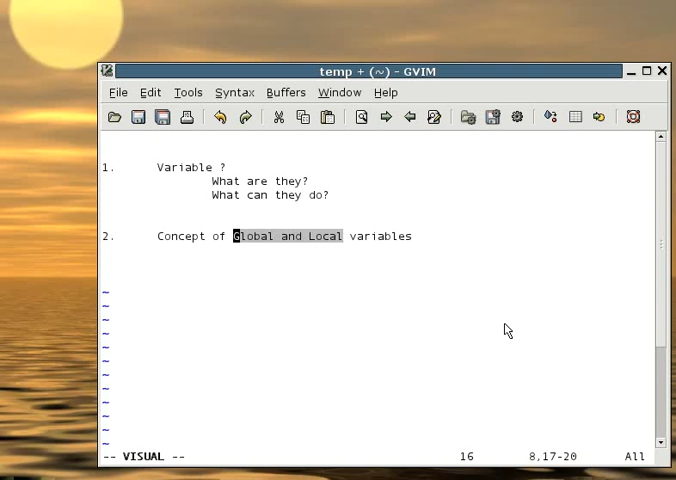 temp + (~) - GVIM
File Edit Tools Syntax Buffers Window Help
1. Variable ?
What are they?
What can they do?
2. Concept of Global and Local variables
~
~
~
~
~
~
~
~
~
~
~
~
-- VISUAL -- 16 8,17-20 All